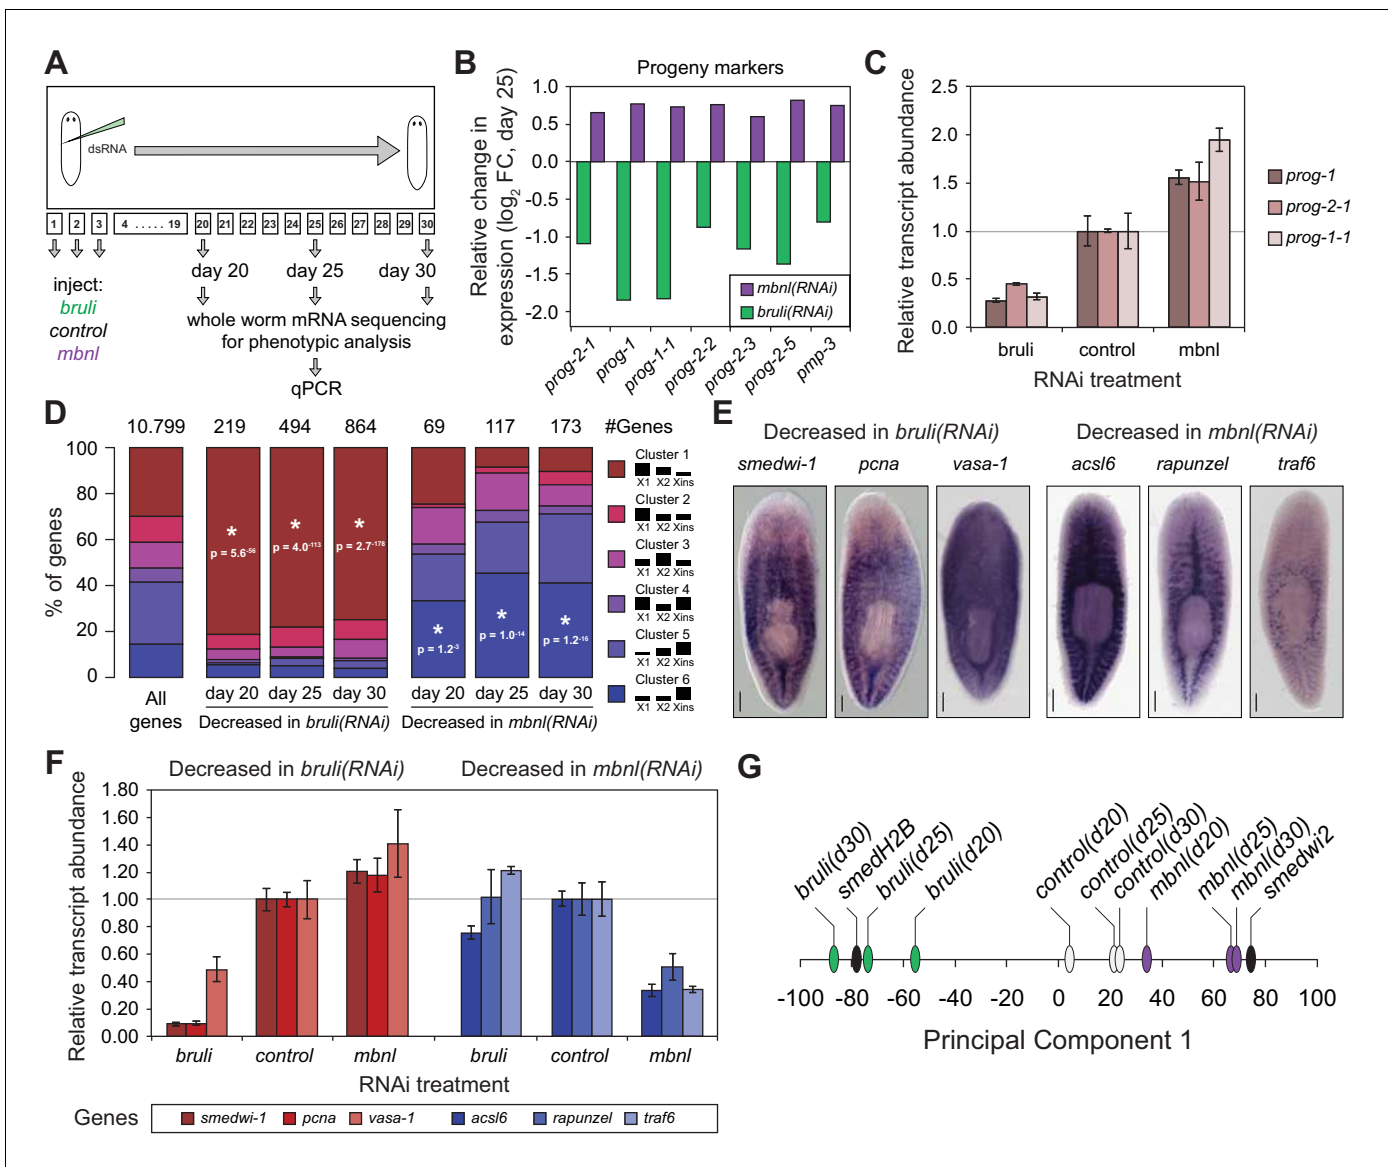 A
dsRNA
1 2 3 4 ..... 19 20 21 22 23 24 25 26 27 28 29 30
day 20 day 25 day 30
inject:
bruli
control
mbnl
whole worm mRNA sequencing
for phenotypic analysis
qPCR
B
Progeny markers
Relative change in
expression (log2 FC, day 25)
1.0
0.5
0.0
-0.5
-1.0
-1.5
-2.0
mbnl(RNAi)
bruli(RNAi)
prog-2-1 prog-1 prog-1-1 prog-2-2 prog-2-3 prog-2-5 pmp-3
C
Relative transcript abundance
2.5
2.0
1.5
1.0
0.5
0.0
bruli control mbnl
RNAi treatment
prog-1
prog-2-1
prog-1-1
D
10.799 219 494 864 69 117 173 #Genes
% of genes
100
80
60
40
20
0
* * *
p = 5.6-56 p = 4.0-113 p = 2.7-178
* * *
p = 1.2-3 p = 1.0-14 p = 1.2-16
All
genes
day 20 day 25 day 30 day 20 day 25 day 30
Decreased in bruli(RNAi) Decreased in mbnl(RNAi)
Cluster 1
X1 X2 Xins
Cluster 2
X1 X2 Xins
Cluster 3
X1 X2 Xins
Cluster 4
X1 X2 Xins
Cluster 5
X1 X2 Xins
Cluster 6
X1 X2 Xins
E
Decreased in bruli(RNAi) Decreased in mbnl(RNAi)
smedwi-1 pcna vasa-1 acsl6 rapunzel traf6
F
Decreased in bruli(RNAi) Decreased in mbnl(RNAi)
Relative transcript abundance
1.80
1.60
1.40
1.20
1.00
0.80
0.60
0.40
0.20
0.00
bruli control mbnl bruli control mbnl
RNAi treatment
Genes smedwi-1 pcna vasa-1 acsl6 rapunzel traf6
G
bruli(d30) smedH2B bruli(d25) bruli(d20) control(d20) control(d25) control(d30) mbnl(d20) mbnl(d25) mbnl(d30) smedwi2
-100 -80 -60 -40 -20 0 20 40 60 80 100
Principal Component 1